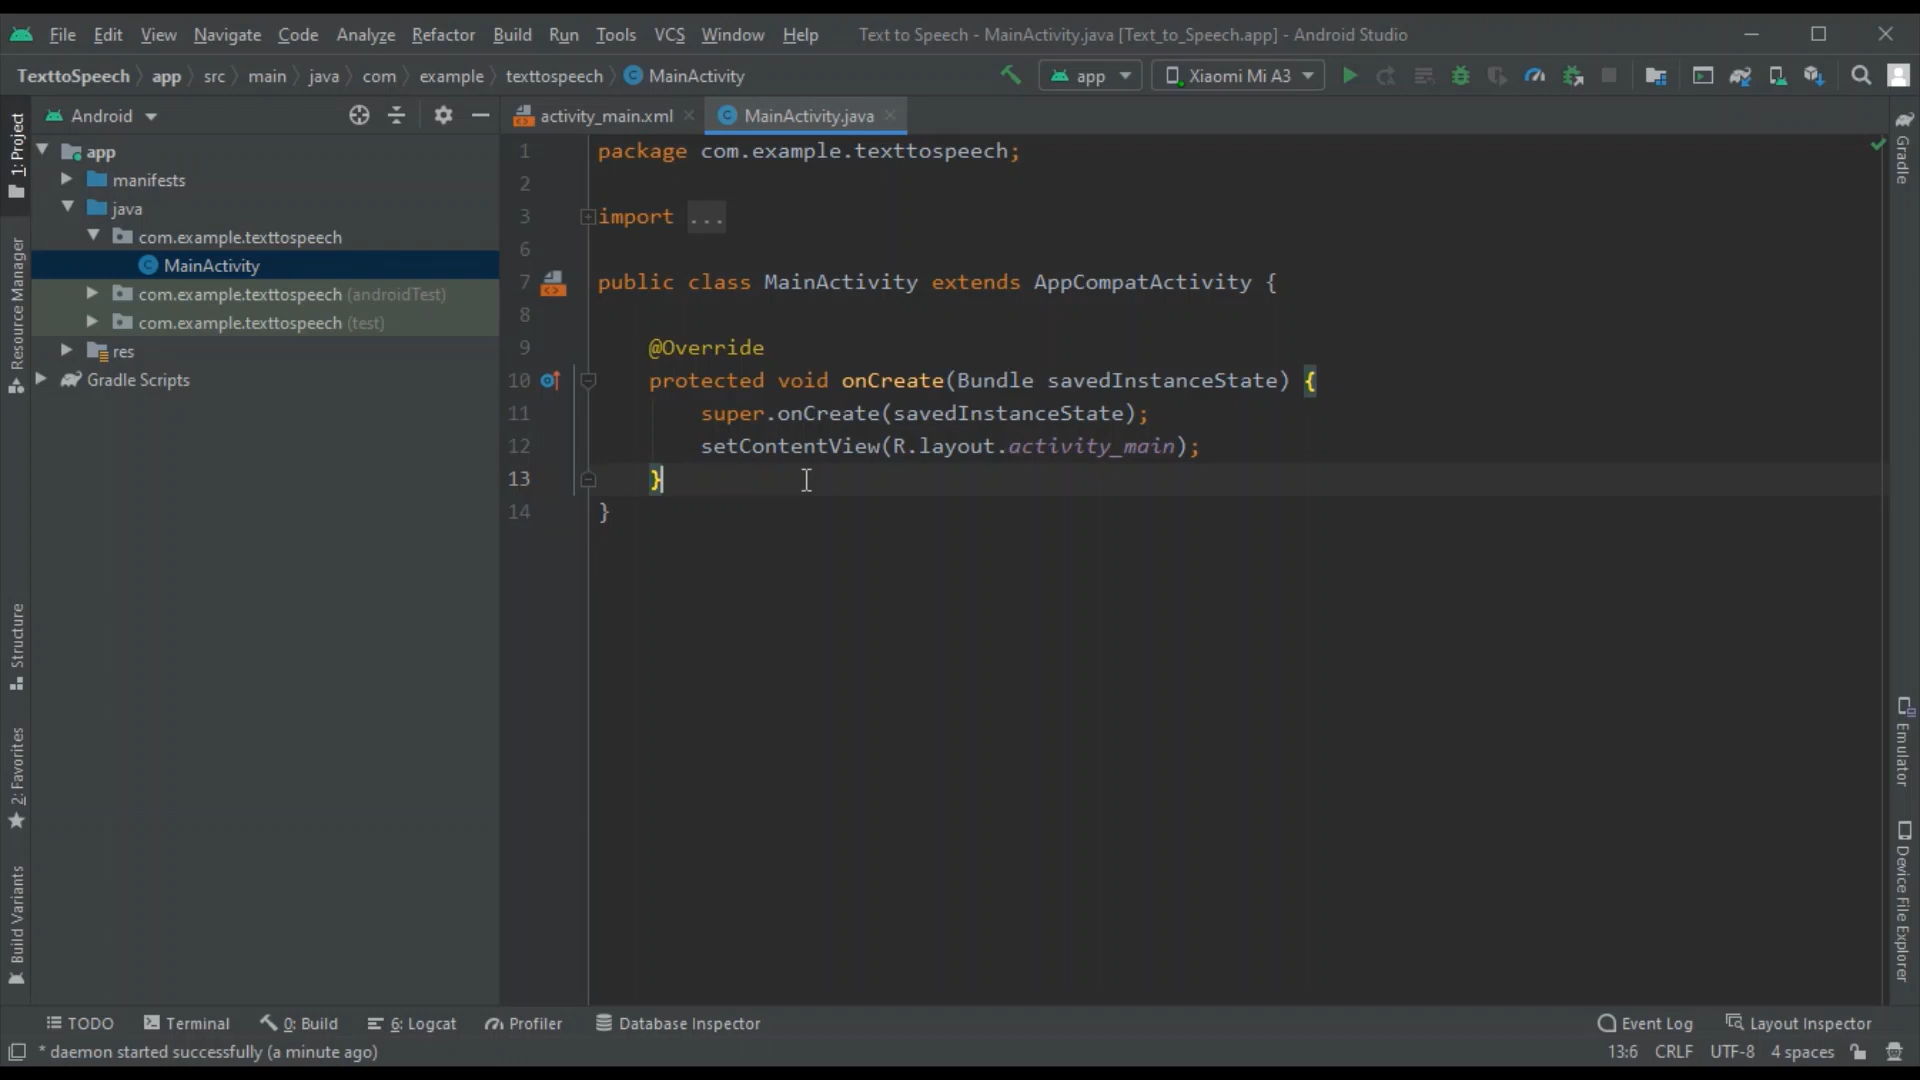 File Edit View Navigate Code Analyze Refactor Build Run Tools VCS Window Help Text to Speech - MainActivity.java [Text_to_Speech.app] - Android Studio
TexttoSpeech app src main java com example texttospeech MainActivity app Xiaomi Mi A3
Android
activity_main.xml MainActivity.java
1: Project
Resource Manager
Structure
2: Favorites
Build Variants
app
manifests
java
com.example.texttospeech
MainActivity
com.example.texttospeech (androidTest)
com.example.texttospeech (test)
res
Gradle Scripts
1 package com.example.texttospeech;
2
3 import ...
6
7 public class MainActivity extends AppCompatActivity {
8
9 @Override
10 protected void onCreate(Bundle savedInstanceState) {
11 super.onCreate(savedInstanceState);
12 setContentView(R.layout.activity_main);
13 }
14 }
Gradle
Emulator
Device File Explorer
TODO Terminal 0: Build 6: Logcat Profiler Database Inspector Event Log Layout Inspector
* daemon started successfully (a minute ago) 13:6 CRLF UTF-8 4 spaces